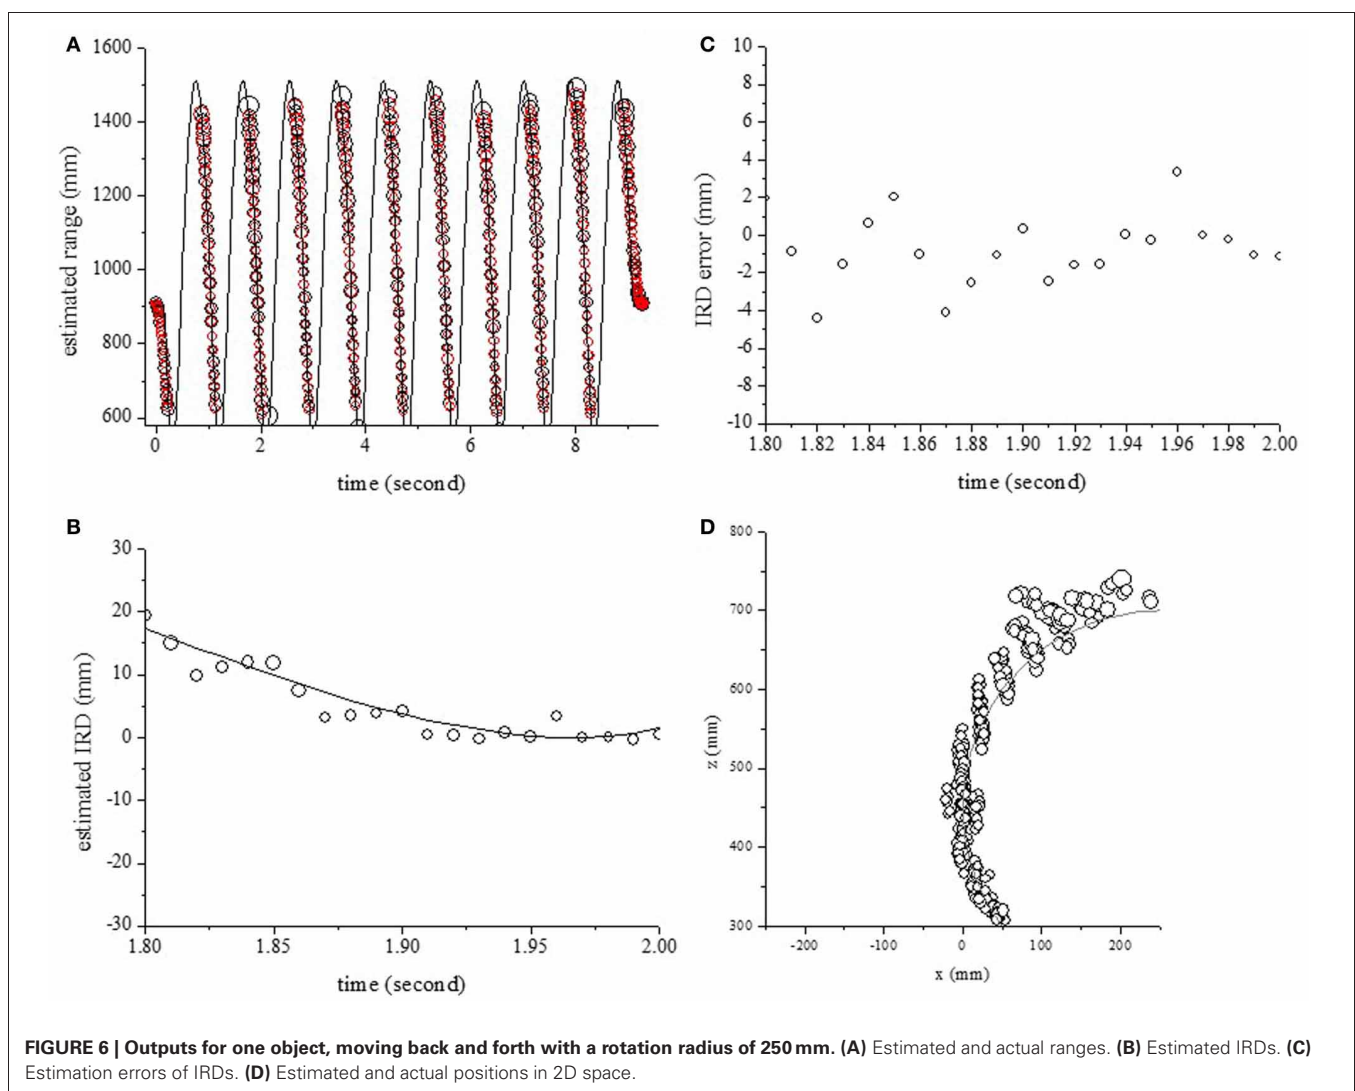 A
1600
1400
1200
1000
800
600
estimated range (mm)
0 2 4 6 8
time (second)
C
10
8
6
4
2
0
-2
-4
-6
-8
-10
IRD error (mm)
1.80 1.82 1.84 1.86 1.88 1.90 1.92 1.94 1.96 1.98 2.00
time (second)
B
30
20
10
0
-10
-20
-30
estimated IRD (mm)
1.80 1.85 1.90 1.95 2.00
time (second)
D
800
700
600
500
400
300
z (mm)
-200 -100 0 100 200
x (mm)
FIGURE 6 | Outputs for one object, moving back and forth with a rotation radius of 250 mm. (A) Estimated and actual ranges. (B) Estimated IRDs. (C)
Estimation errors of IRDs. (D) Estimated and actual positions in 2D space.